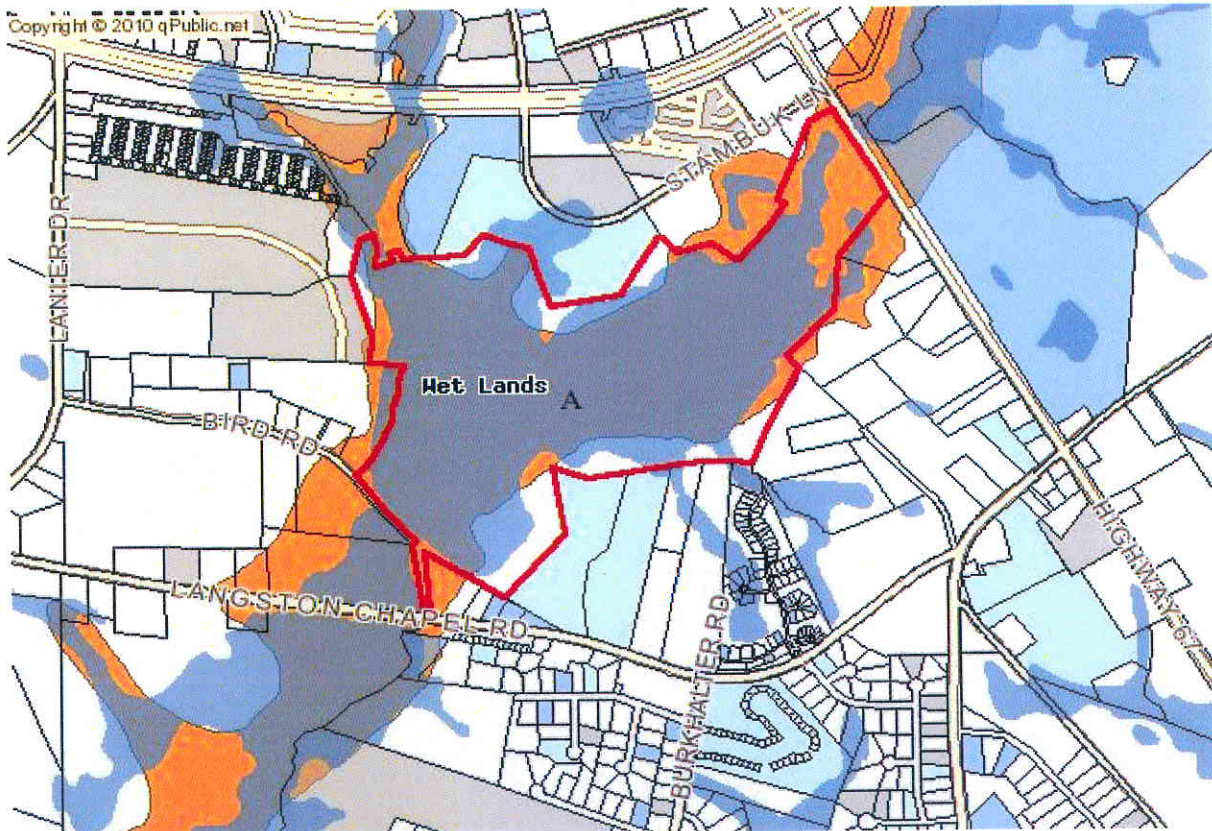 Copyright © 2010 qPublic.net
STAMBUK LN
LANIER DR
Wet Lands
A
BIRD RD
HIGHWAY 67
LANGSTON CHAPEL RD
BURKHALTER RD